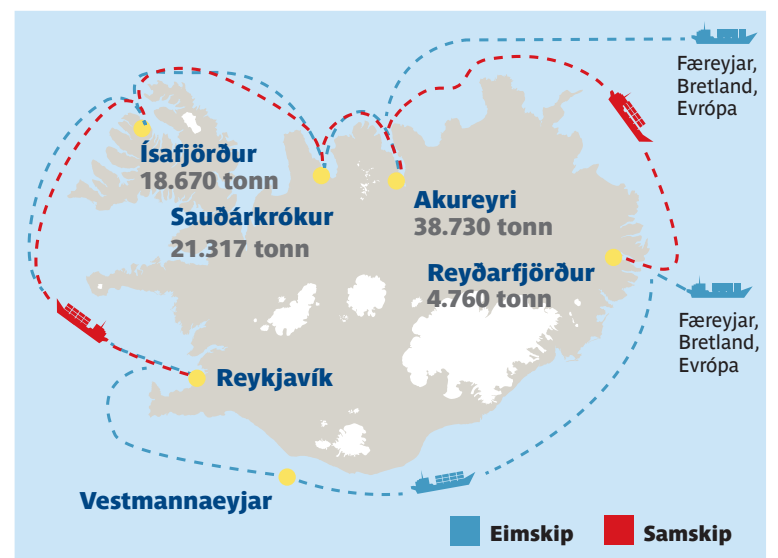 Færeyjar,
Bretland,
Evrópa
Ísafjörður
18.670 tonn
Sauðárkrókur
21.317 tonn
Akureyri
38.730 tonn
Reyðarfjörður
4.760 tonn
Færeyjar,
Bretland,
Evrópa
Reykjavík
Vestmannaeyjar
Eimskip
Samskip